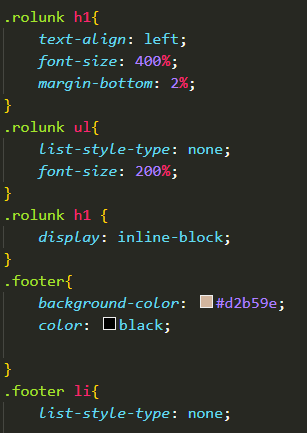 .rolunk h1{
    text-align: left;
    font-size: 400%;
    margin-bottom: 2%;
}
.rolunk ul{
    list-style-type: none;
    font-size: 200%;
}
.rolunk h1 {
    display: inline-block;
}
.footer{
    background-color: #d2b59e;
    color: black;

}
.footer li{
    list-style-type: none;